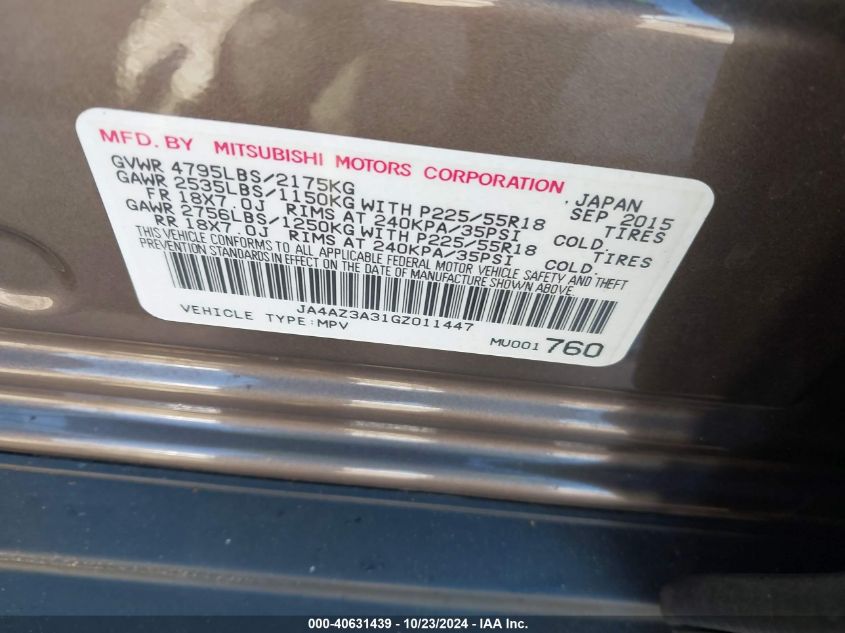 MFD. BY MITSUBISHI MOTORS CORPORATION
. JAPAN
GVWR 4795LBS/2175KG SEP 2015
GAWR 2535LBS/1150KG WITH P225/55R18 TIRES
FR 18X7.0J RIMS AT 240KPA/35PSI COLD.
GAWR 2756LBS/1250KG WITH P225/55R18 TIRES
RR 18X7.0J RIMS AT 240KPA/35PSI COLD.
THIS VEHICLE CONFORMS TO ALL APPLICABLE FEDERAL MOTOR VEHICLE SAFETY AND THEFT
PREVENTION STANDARDS IN EFFECT ON THE DATE OF MANUFACTURE SHOWN ABOVE.
JA4AZ3A31GZ011447
VEHICLE TYPE:MPV
MU001 760
000-40631439 / 10/23/2024 - IAA Inc.